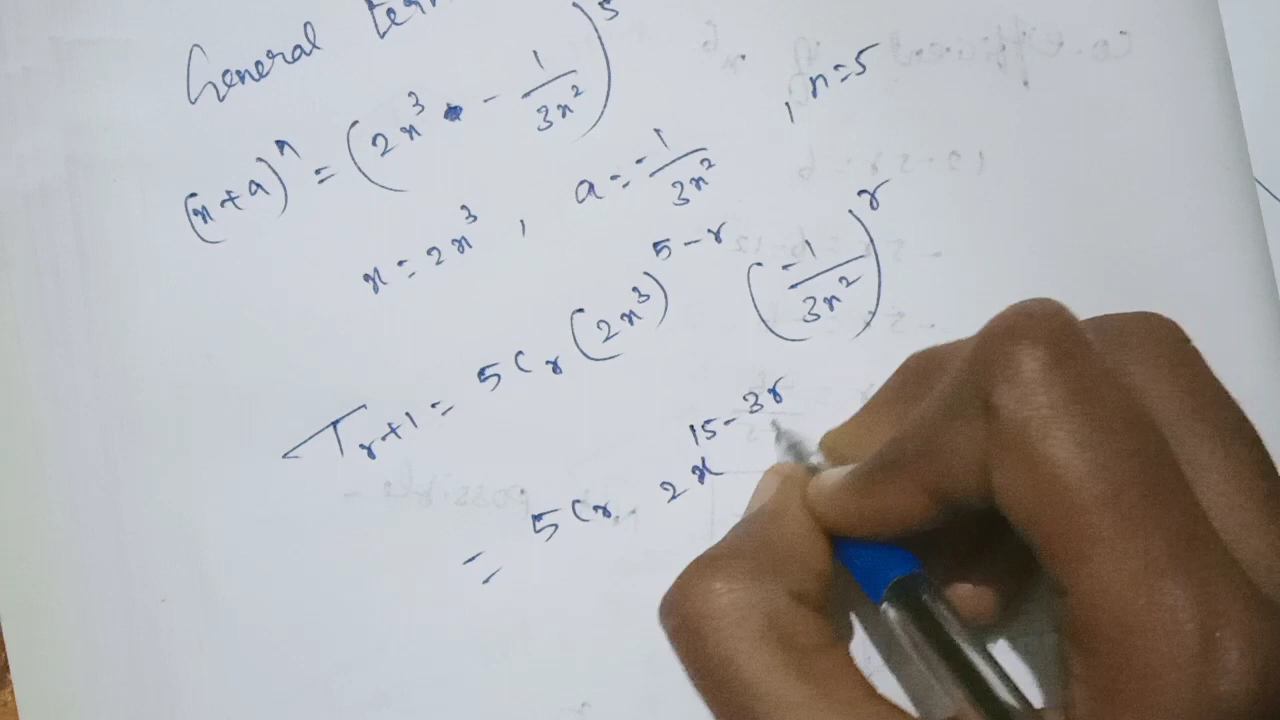 General term
(x+a)^n = (2x^3 - 1/3x^2)^5
x = 2x^3 , a = -1/3x^2 , n=5
T_{r+1} = 5C_r (2x^3)^{5-r} (-1/3x^2)^r
= 5C_r 2x^{15-3r}